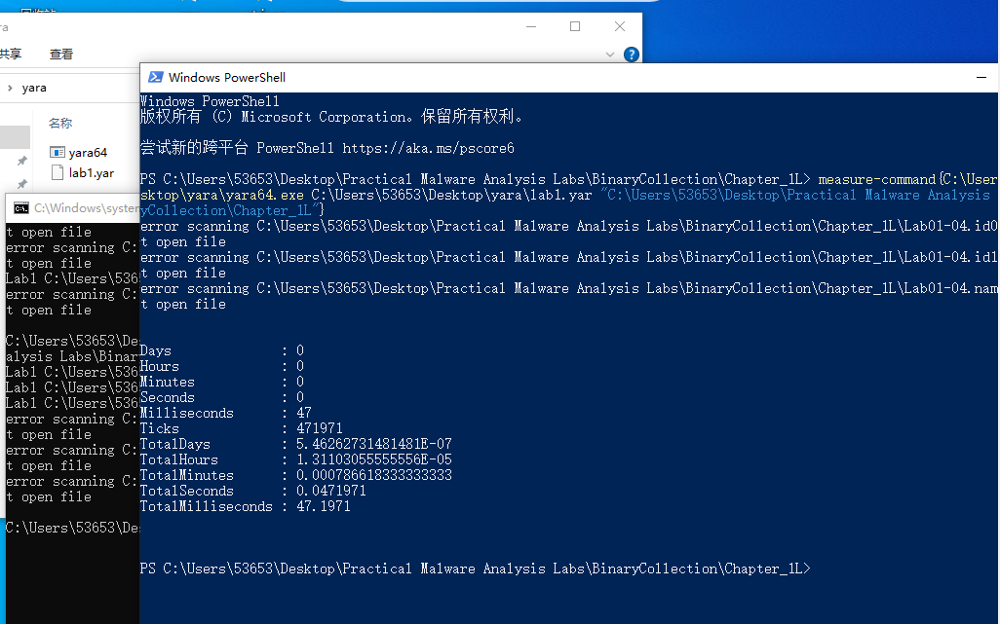 ra
共享 查看
yara
名称
yara64
lab1.yar
C:\Windows\system
t open file
error scanning C:
t open file
Lab1 C:\Users\536
error scanning C:
t open file
C:\Users\53653\De
alysis Labs\Binar
Lab1 C:\Users\536
Lab1 C:\Users\536
Lab1 C:\Users\536
error scanning C:
t open file
error scanning C:
t open file
error scanning C:
t open file
C:\Users\53653\De
Windows PowerShell
Windows PowerShell
版权所有 (C) Microsoft Corporation。保留所有权利。
尝试新的跨平台 PowerShell https://aka.ms/pscore6
PS C:\Users\53653\Desktop\Practical Malware Analysis Labs\BinaryCollection\Chapter_1L> measure-command{C:\User
sktop\yara\yara64.exe C:\Users\53653\Desktop\yara\lab1.yar "C:\Users\53653\Desktop\Practical Malware Analysis
yCollection\Chapter_1L"}
error scanning C:\Users\53653\Desktop\Practical Malware Analysis Labs\BinaryCollection\Chapter_1L\Lab01-04.id0
t open file
error scanning C:\Users\53653\Desktop\Practical Malware Analysis Labs\BinaryCollection\Chapter_1L\Lab01-04.id1
t open file
error scanning C:\Users\53653\Desktop\Practical Malware Analysis Labs\BinaryCollection\Chapter_1L\Lab01-04.nam
t open file
Days : 0
Hours : 0
Minutes : 0
Seconds : 0
Milliseconds : 47
Ticks : 471971
TotalDays : 5.46262731481481E-07
TotalHours : 1.31103055555556E-05
TotalMinutes : 0.000786618333333333
TotalSeconds : 0.0471971
TotalMilliseconds : 47.1971
PS C:\Users\53653\Desktop\Practical Malware Analysis Labs\BinaryCollection\Chapter_1L>